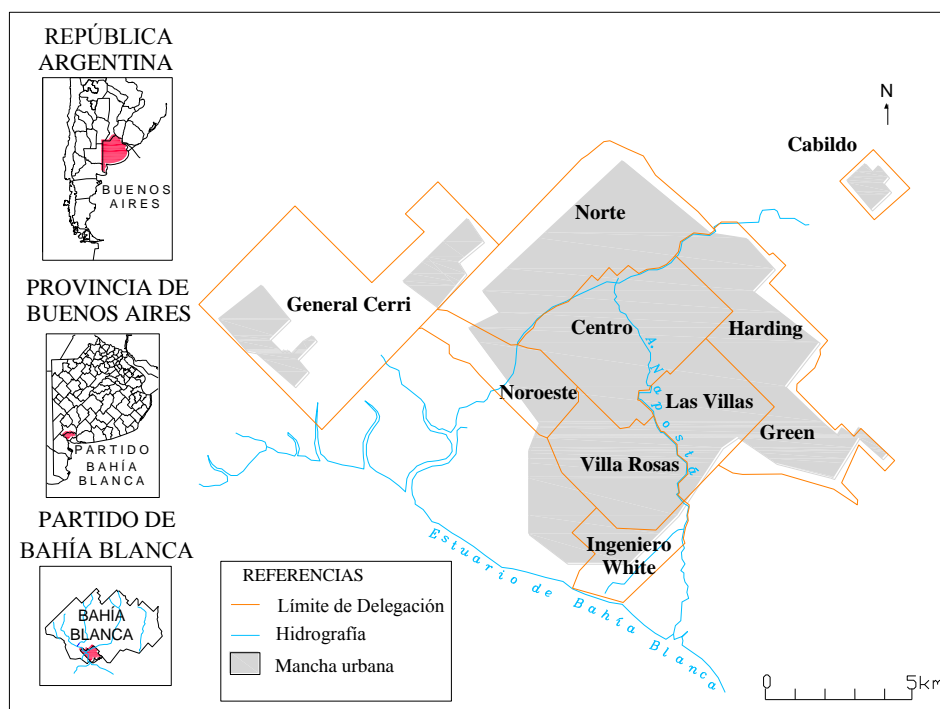 REPÚBLICA
ARGENTINA
BUENOS
AIRES
PROVINCIA DE
BUENOS AIRES
PARTIDO
BAHÍA
BLANCA
PARTIDO DE
BAHÍA BLANCA
BAHÍA
BLANCA
N
Cabildo
Norte
General Cerri
Centro
Harding
A. Napostá
Noroeste
Las Villas
Green
Villa Rosas
Ingeniero
White
Estuario de Bahía Blanca
REFERENCIAS
Límite de Delegación
Hidrografía
Mancha urbana
0 5km